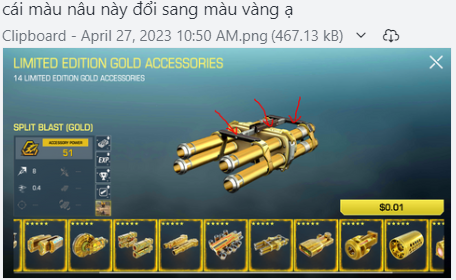 cái màu nâu này đổi sang màu vàng ạ
Clipboard - April 27, 2023 10:50 AM.png (467.13 kB)
LIMITED EDITION GOLD ACCESSORIES
14 LIMITED EDITION GOLD ACCESSORIES
SPLIT BLAST (GOLD)
ACCESSORY POWER
51
8
EXP.
0.4
$0.01